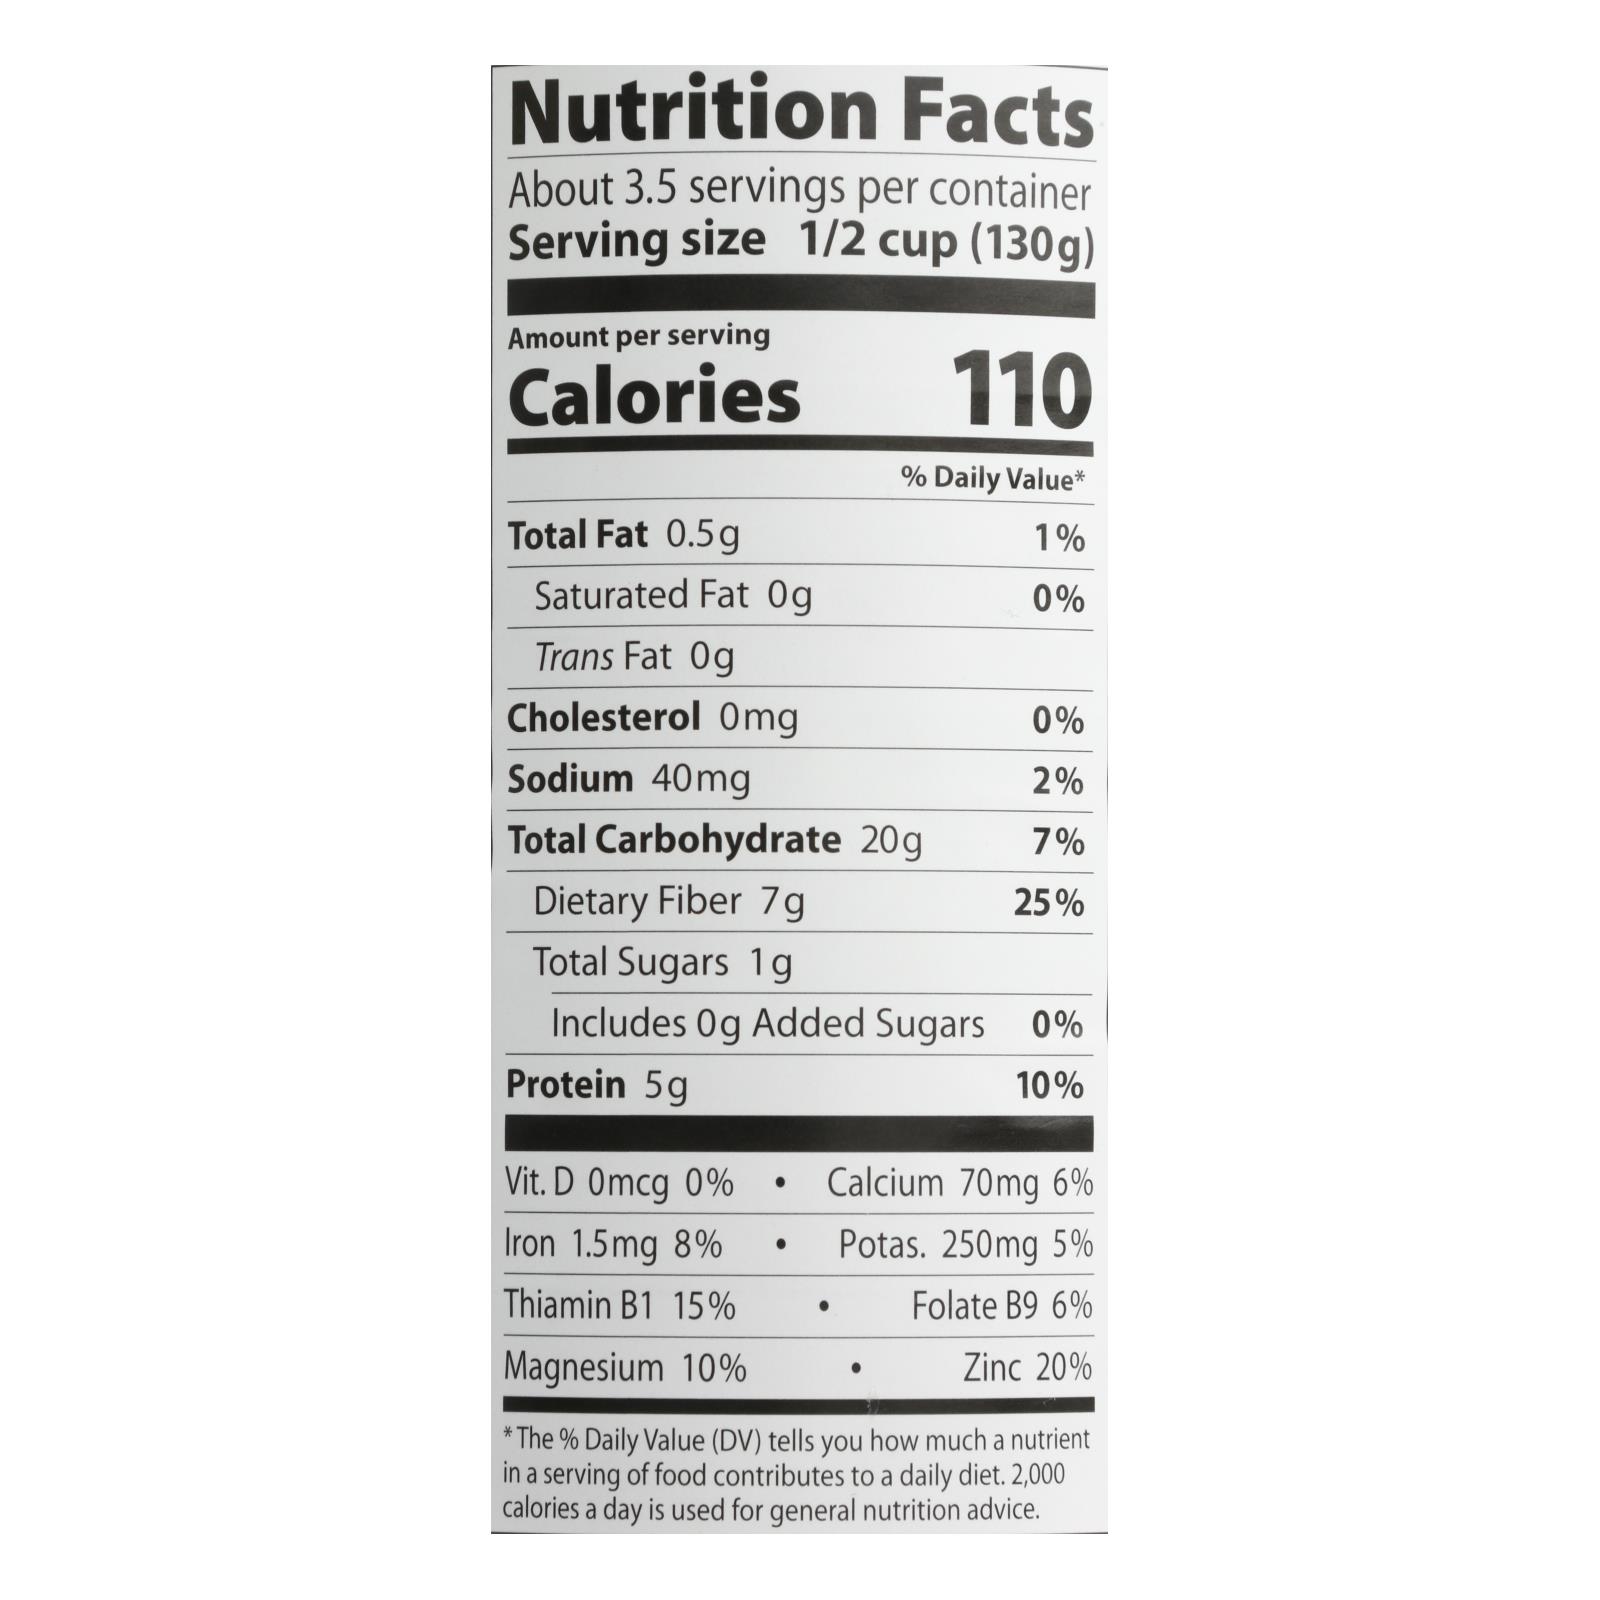 Nutrition Facts
About 3.5 servings per container
Serving size 1/2 cup (130g)
Amount per serving
Calories 110
% Daily Value*
Total Fat 0.5g 1%
Saturated Fat 0g 0%
Trans Fat 0g
Cholesterol 0mg 0%
Sodium 40mg 2%
Total Carbohydrate 20g 7%
Dietary Fiber 7g 25%
Total Sugars 1g
Includes 0g Added Sugars 0%
Protein 5g 10%
Vit. D 0mcg 0% • Calcium 70mg 6%
Iron 1.5mg 8% • Potas. 250mg 5%
Thiamin B1 15% • Folate B9 6%
Magnesium 10% • Zinc 20%
*The % Daily Value (DV) tells you how much a nutrient
in a serving of food contributes to a daily diet. 2,000
calories a day is used for general nutrition advice.